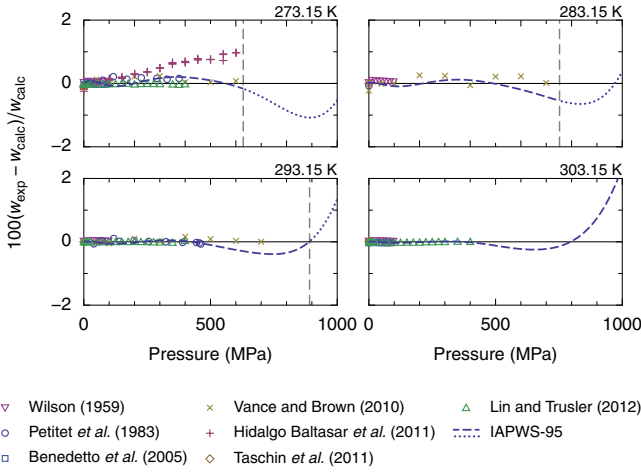 273.15 K
283.15 K
2
0
−2
293.15 K
303.15 K
2
0
−2
0 500 1000
0 500 1000
Pressure (MPa)
Pressure (MPa)
100(wexp − wcalc)/wcalc
Wilson (1959)
Vance and Brown (2010)
Lin and Trusler (2012)
Petitet et al. (1983)
Hidalgo Baltasar et al. (2011)
IAPWS-95
Benedetto et al. (2005)
Taschin et al. (2011)